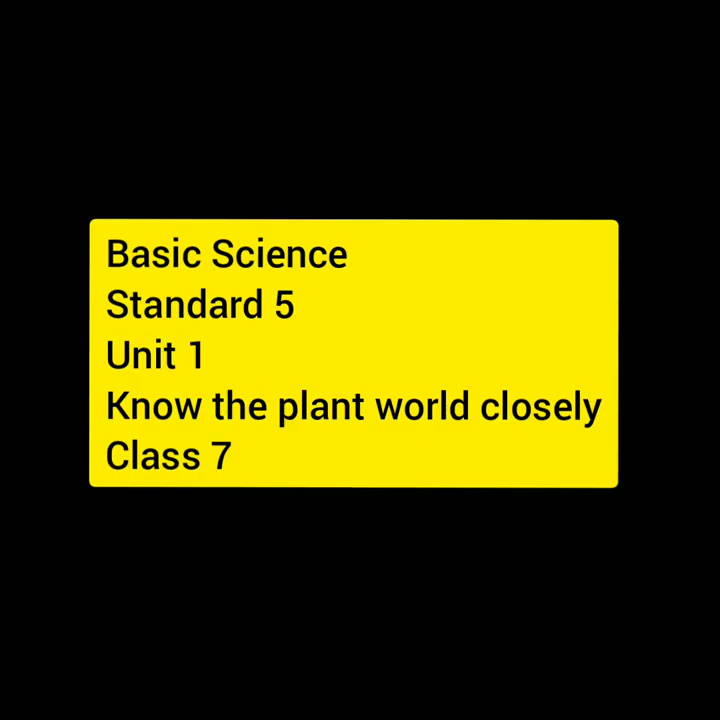 Basic Science
Standard 5
Unit 1
Know the plant world closely
Class 7